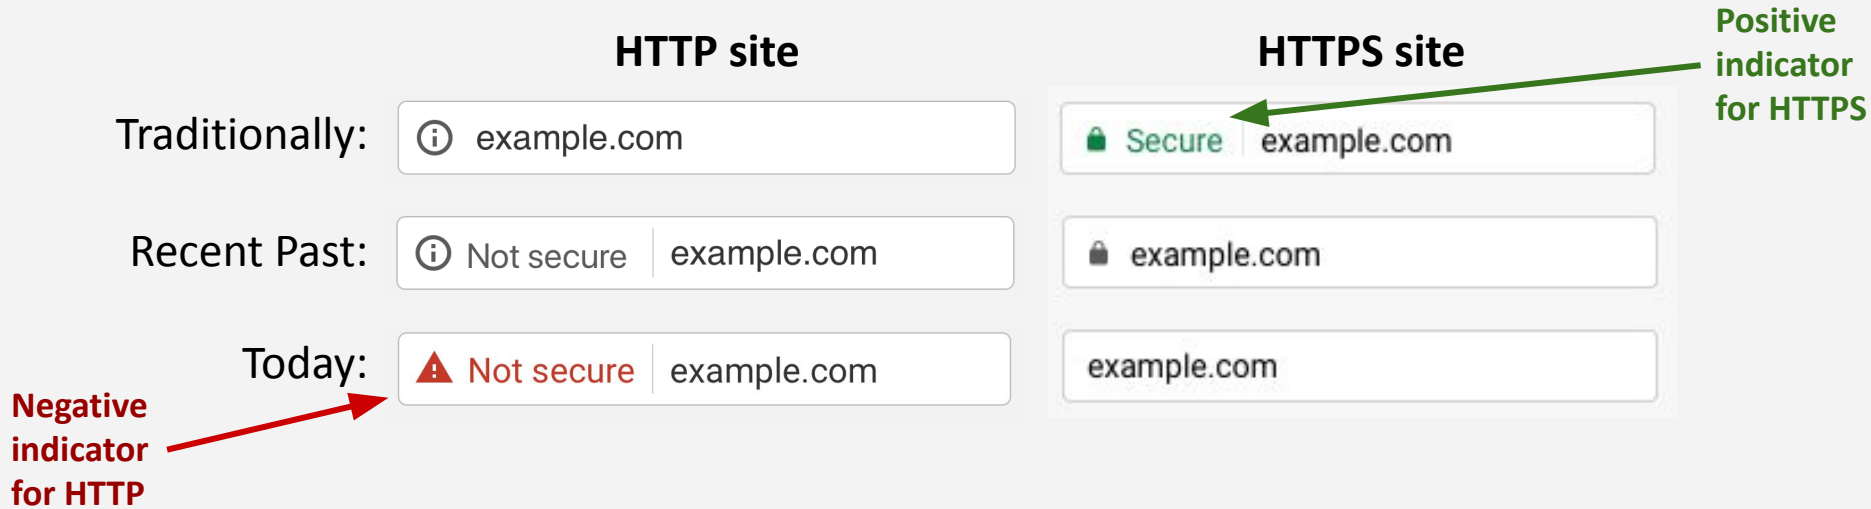 HTTP site
HTTPS site
Positive
indicator
for HTTPS
Traditionally:
example.com
Secure
example.com
Recent Past:
Not secure
example.com
example.com
Today:
Not secure
example.com
example.com
Negative
indicator
for HTTP